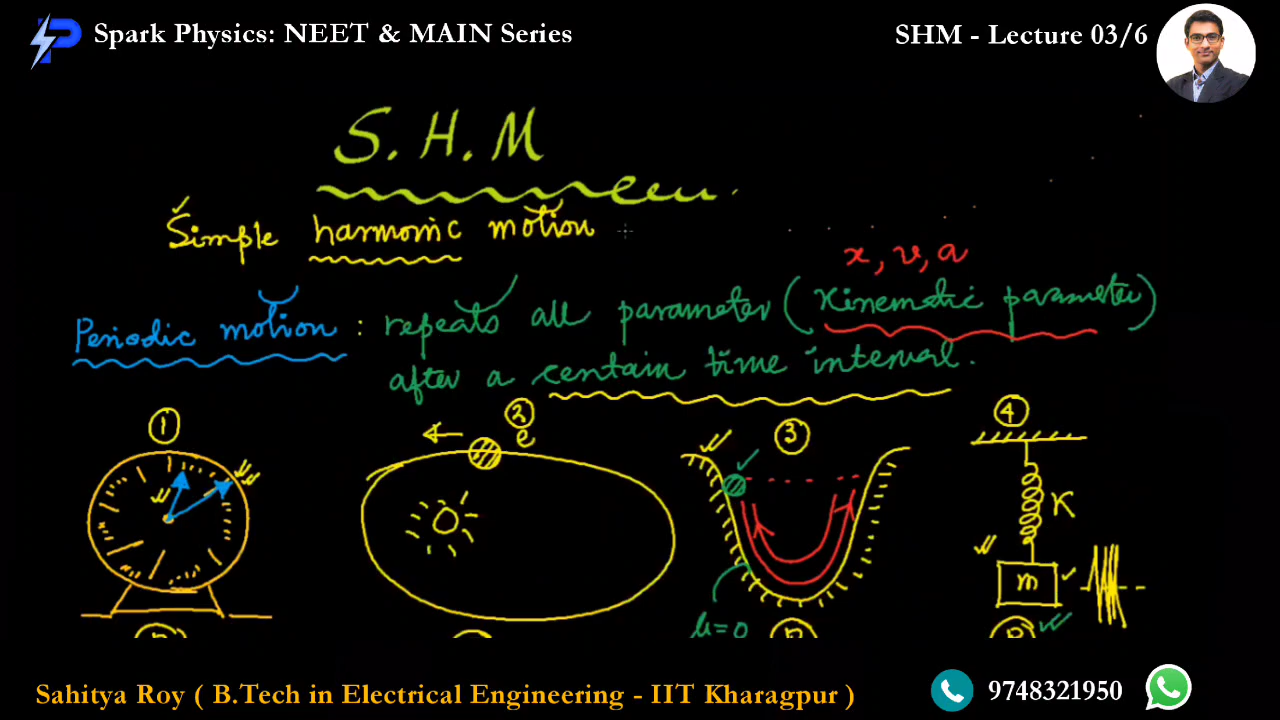 Spark Physics: NEET & MAIN Series
SHM - Lecture 03/6
S. H. M
Simple harmonic motion
x, v, a
Periodic motion : repeats all parameter (Kinematic parameter)
after a certain time interval.
1
2
e
3
4
K
m
μ=0
Sahitya Roy ( B.Tech in Electrical Engineering - IIT Kharagpur )
9748321950